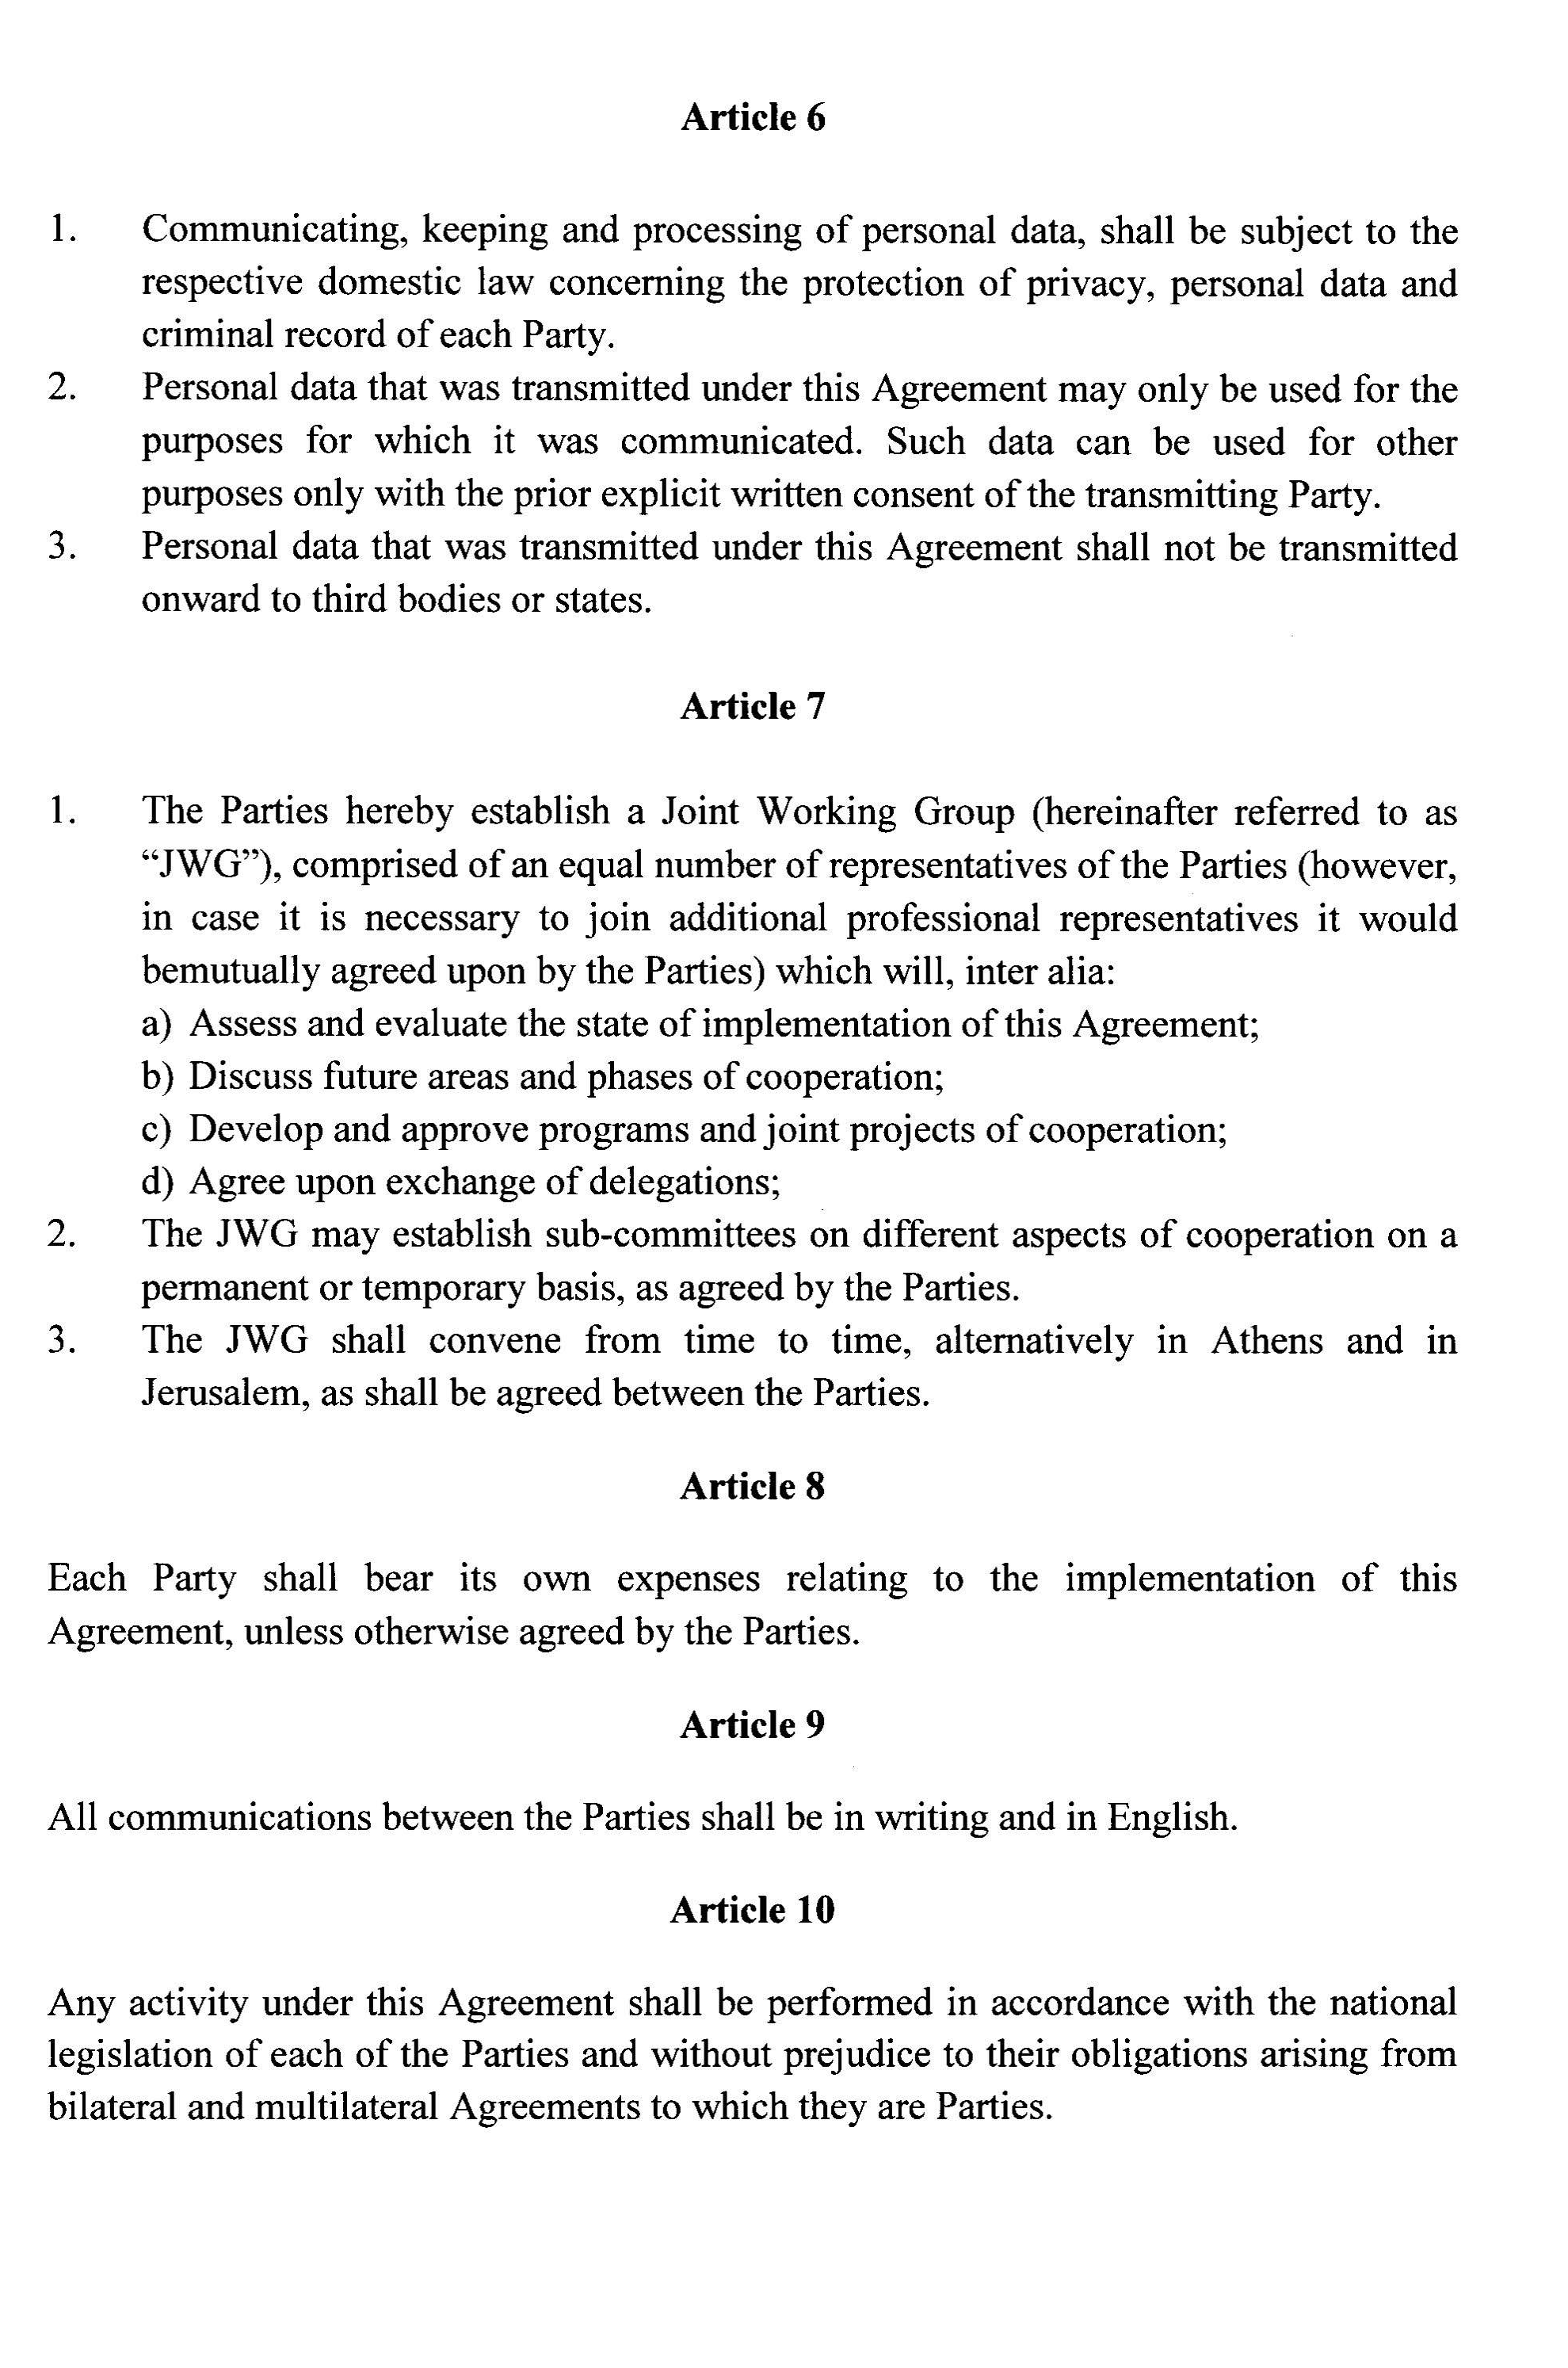 Article 6
1. Communicating, keeping and processing of personal data, shall be subject to the
respective domestic law concerning the protection of privacy, personal data and
criminal record of each Party.
2. Personal data that was transmitted under this Agreement may only be used for the
purposes for which it was communicated. Such data can be used for other
purposes only with the prior explicit written consent of the transmitting Party.
3. Personal data that was transmitted under this Agreement shall not be transmitted
onward to third bodies or states.
Article 7
1. The Parties hereby establish a Joint Working Group (hereinafter referred to as
“JWG”), comprised of an equal number of representatives of the Parties (however,
in case it is necessary to join additional professional representatives it would
bemutually agreed upon by the Parties) which will, inter alia:
a) Assess and evaluate the state of implementation of this Agreement;
b) Discuss future areas and phases of cooperation;
c) Develop and approve programs and joint projects of cooperation;
d) Agree upon exchange of delegations;
2. The JWG may establish sub-committees on different aspects of cooperation on a
permanent or temporary basis, as agreed by the Parties.
3. The JWG shall convene from time to time, alternatively in Athens and in
Jerusalem, as shall be agreed between the Parties.
Article 8
Each Party shall bear its own expenses relating to the implementation of this
Agreement, unless otherwise agreed by the Parties.
Article 9
All communications between the Parties shall be in writing and in English.
Article 10
Any activity under this Agreement shall be performed in accordance with the national
legislation of each of the Parties and without prejudice to their obligations arising from
bilateral and multilateral Agreements to which they are Parties.